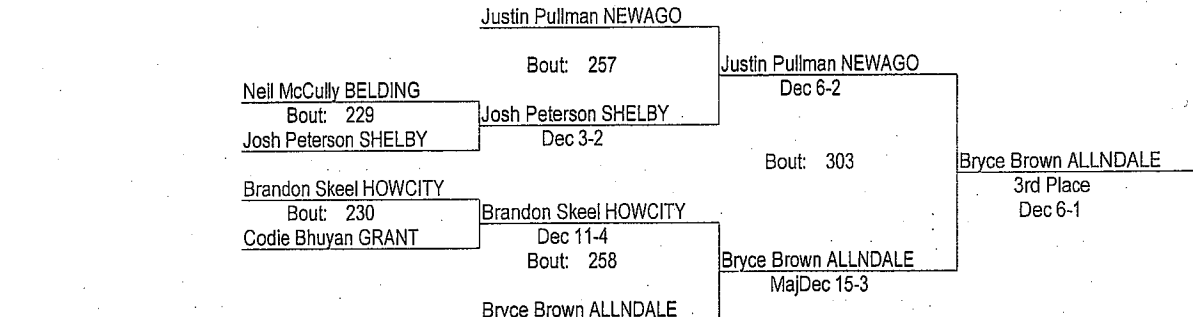 Justin Pullman NEWAGO
Bout: 257
Justin Pullman NEWAGO
Dec 6-2
Neil McCully BELDING
Bout: 229
Josh Peterson SHELBY
Josh Peterson SHELBY
Dec 3-2
Bout: 303
Bryce Brown ALLNDALE
3rd Place
Dec 6-1
Brandon Skeel HOWCITY
Bout: 230
Codie Bhuyan GRANT
Brandon Skeel HOWCITY
Dec 11-4
Bout: 258
Bryce Brown ALLNDALE
MajDec 15-3
Bryce Brown ALLNDALE